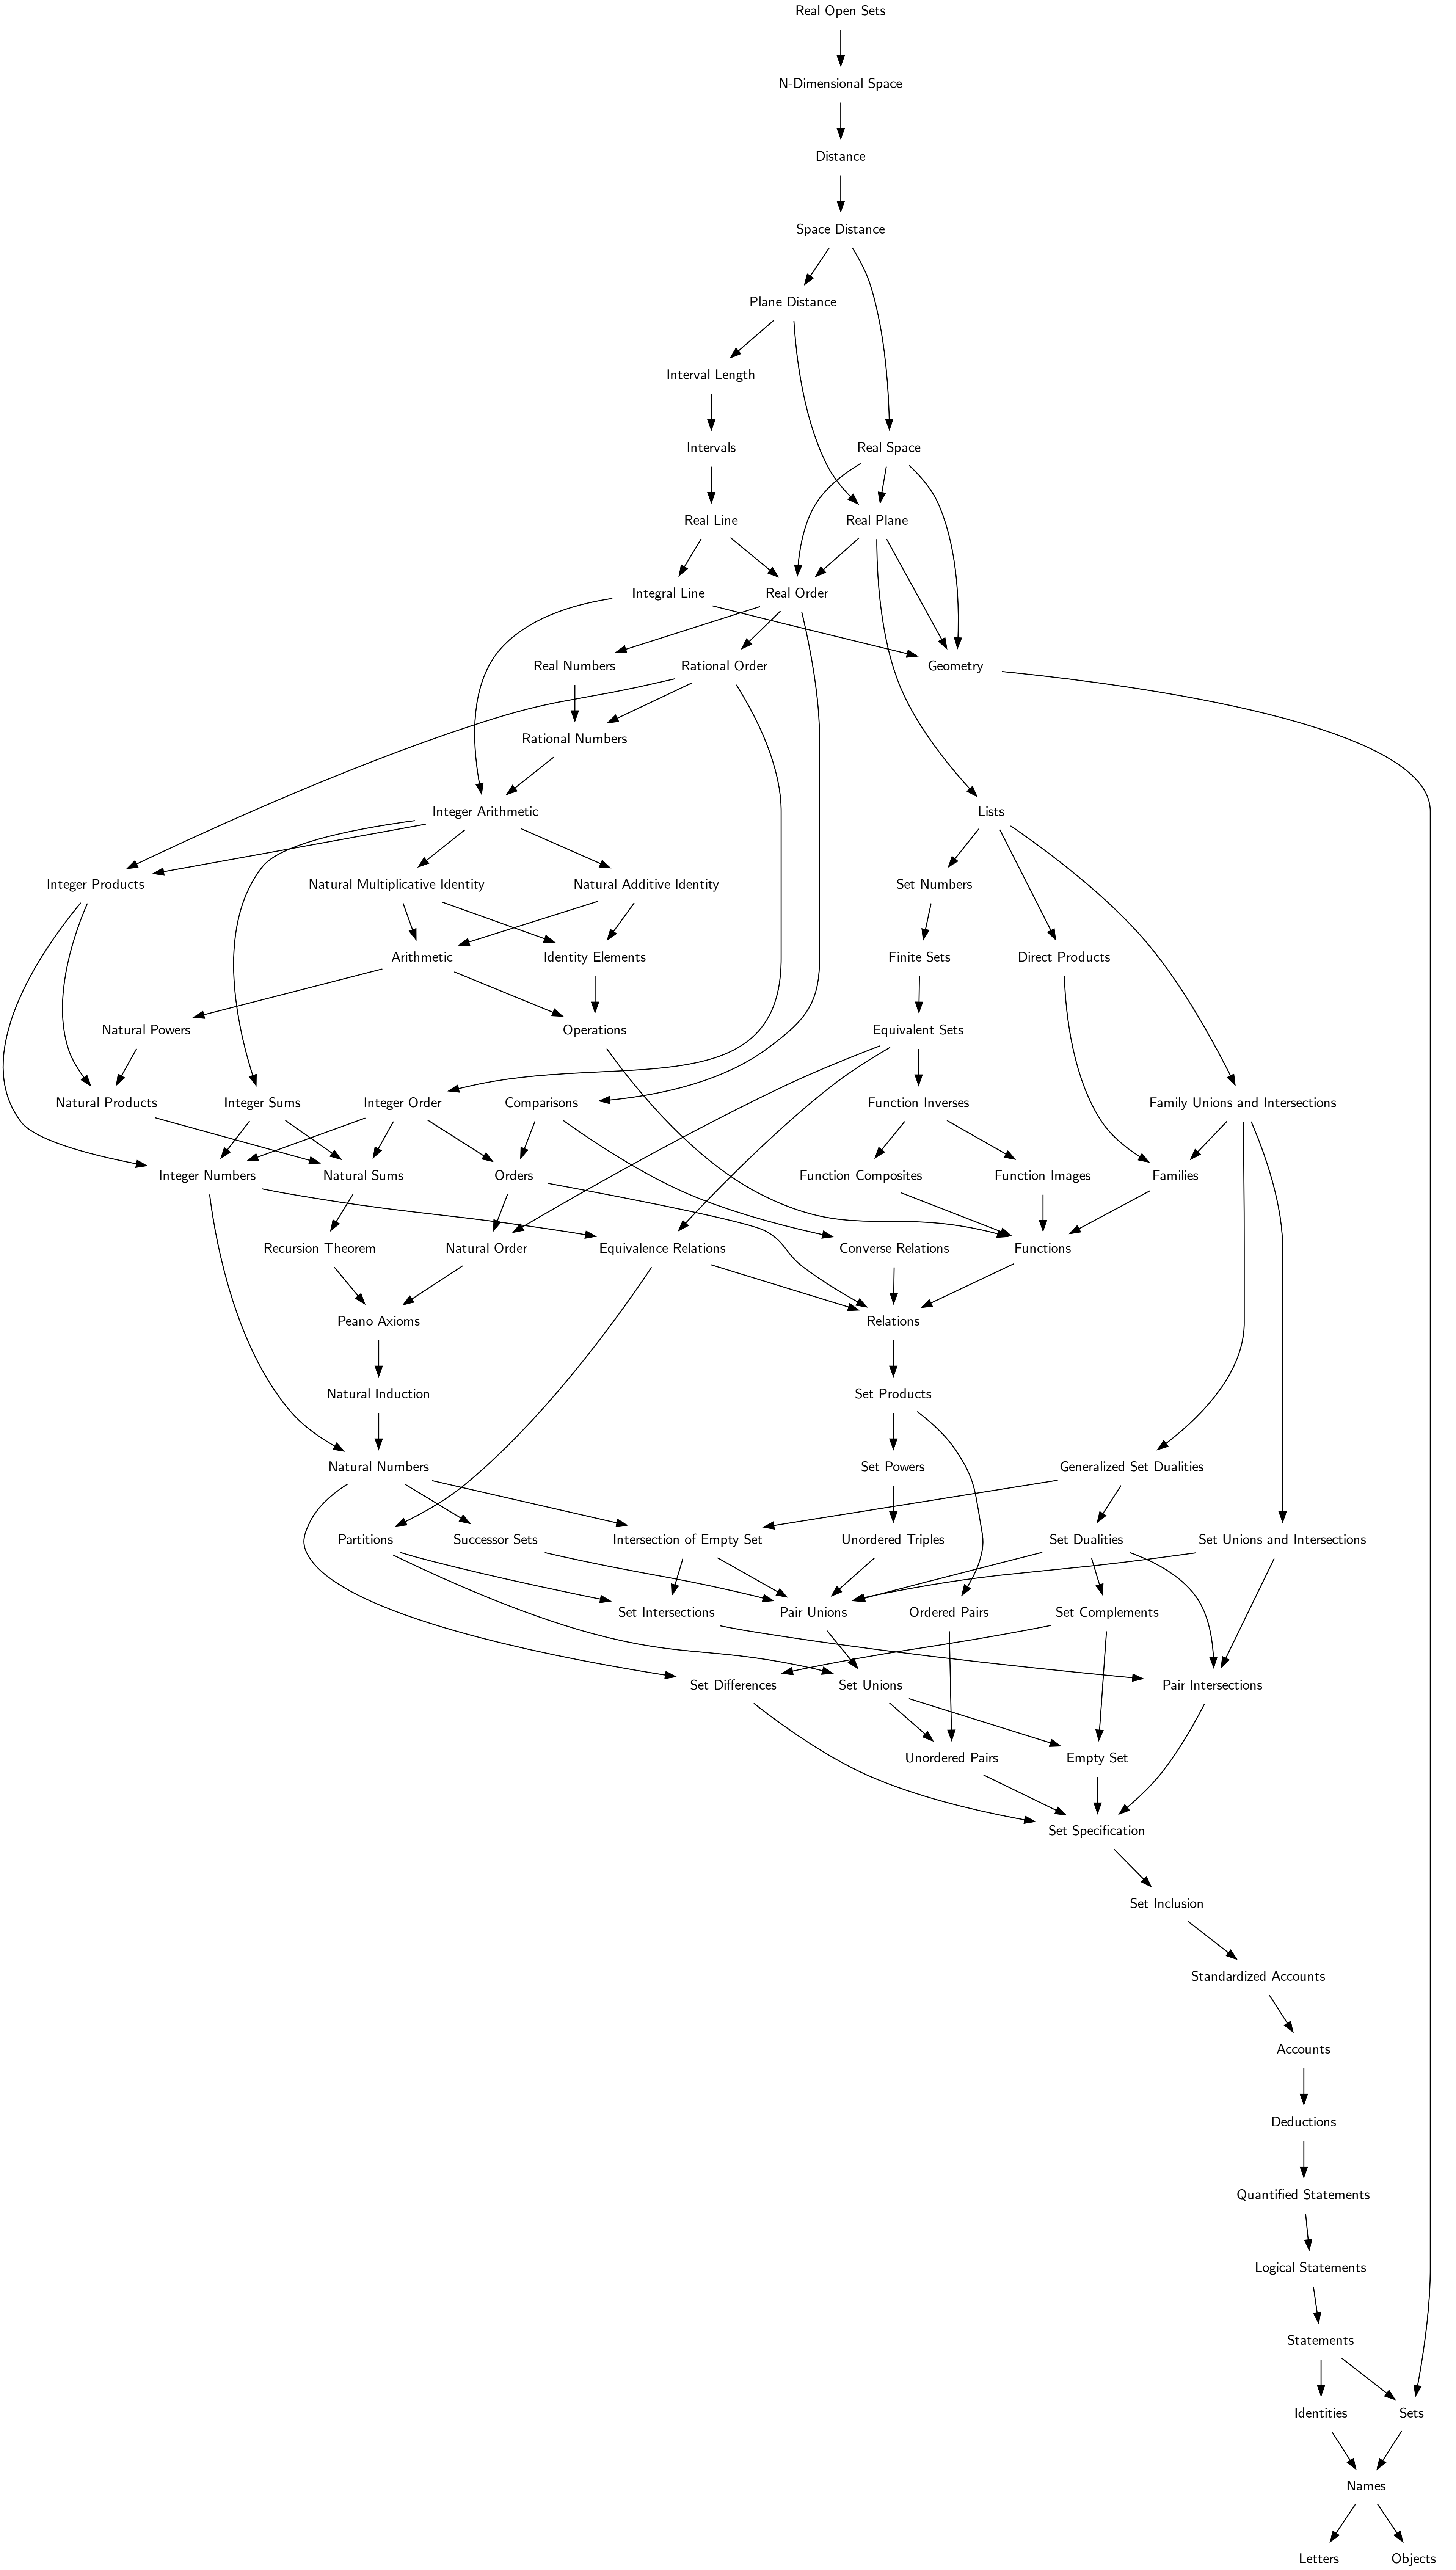 Real Open Sets
N-Dimensional Space
Distance
Space Distance
Plane Distance
Interval Length
Intervals
Real Space
Real Line
Real Plane
Integral Line
Real Order
Real Numbers
Rational Order
Geometry
Rational Numbers
Integer Arithmetic
Lists
Integer Products
Natural Multiplicative Identity
Natural Additive Identity
Set Numbers
Arithmetic
Identity Elements
Finite Sets
Direct Products
Natural Powers
Operations
Equivalent Sets
Natural Products
Integer Sums
Integer Order
Comparisons
Function Inverses
Family Unions and Intersections
Integer Numbers
Natural Sums
Orders
Function Composites
Function Images
Families
Recursion Theorem
Natural Order
Equivalence Relations
Converse Relations
Functions
Peano Axioms
Relations
Natural Induction
Set Products
Natural Numbers
Set Powers
Generalized Set Dualities
Partitions
Successor Sets
Intersection of Empty Set
Unordered Triples
Set Dualities
Set Unions and Intersections
Set Intersections
Pair Unions
Ordered Pairs
Set Complements
Set Differences
Set Unions
Pair Intersections
Unordered Pairs
Empty Set
Set Specification
Set Inclusion
Standardized Accounts
Accounts
Deductions
Quantified Statements
Logical Statements
Statements
Identities
Sets
Names
Letters
Objects